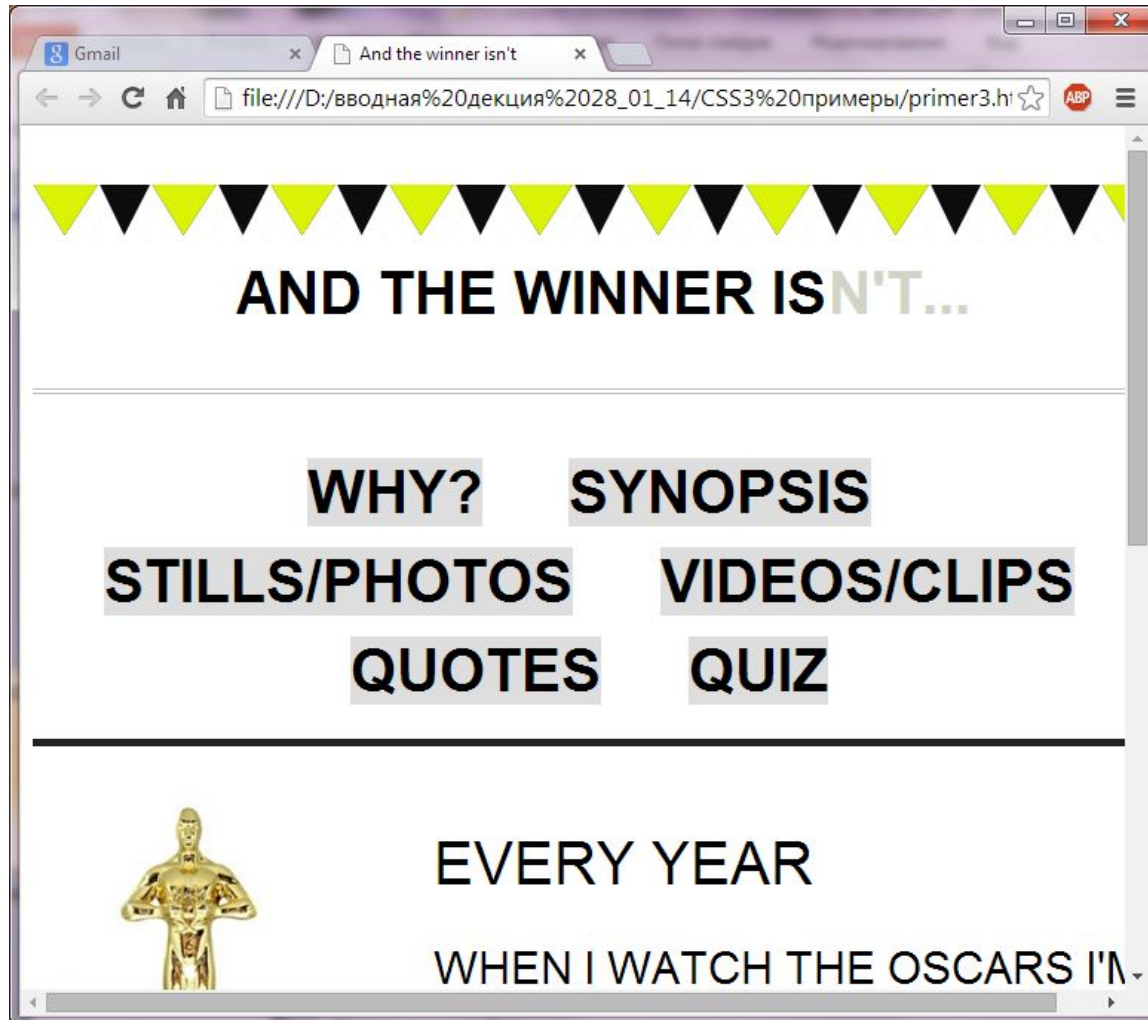 Gmail
And the winner isn't
file:///D:/вводная%20декция%2028_01_14/CSS3%20примеры/primer3.ht
ABP
AND THE WINNER ISN'T...
WHY? SYNOPSIS
STILLS/PHOTOS VIDEOS/CLIPS
QUOTES QUIZ
EVERY YEAR
WHEN I WATCH THE OSCARS I'M